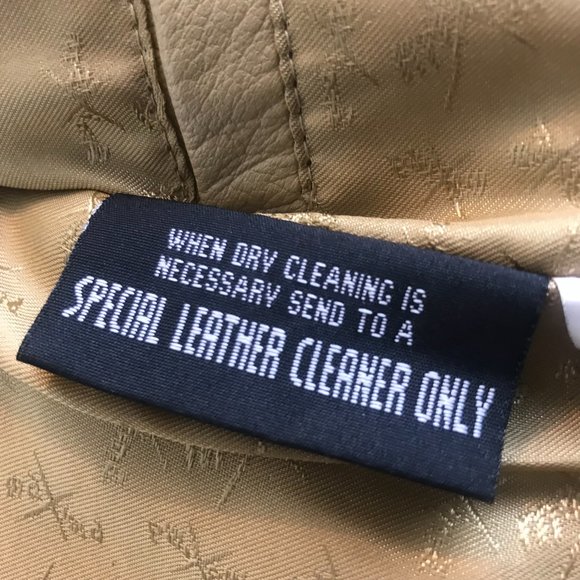 WHEN DRY CLEANING IS
NECESSARY SEND TO A
SPECIAL LEATHER CLEANER ONLY